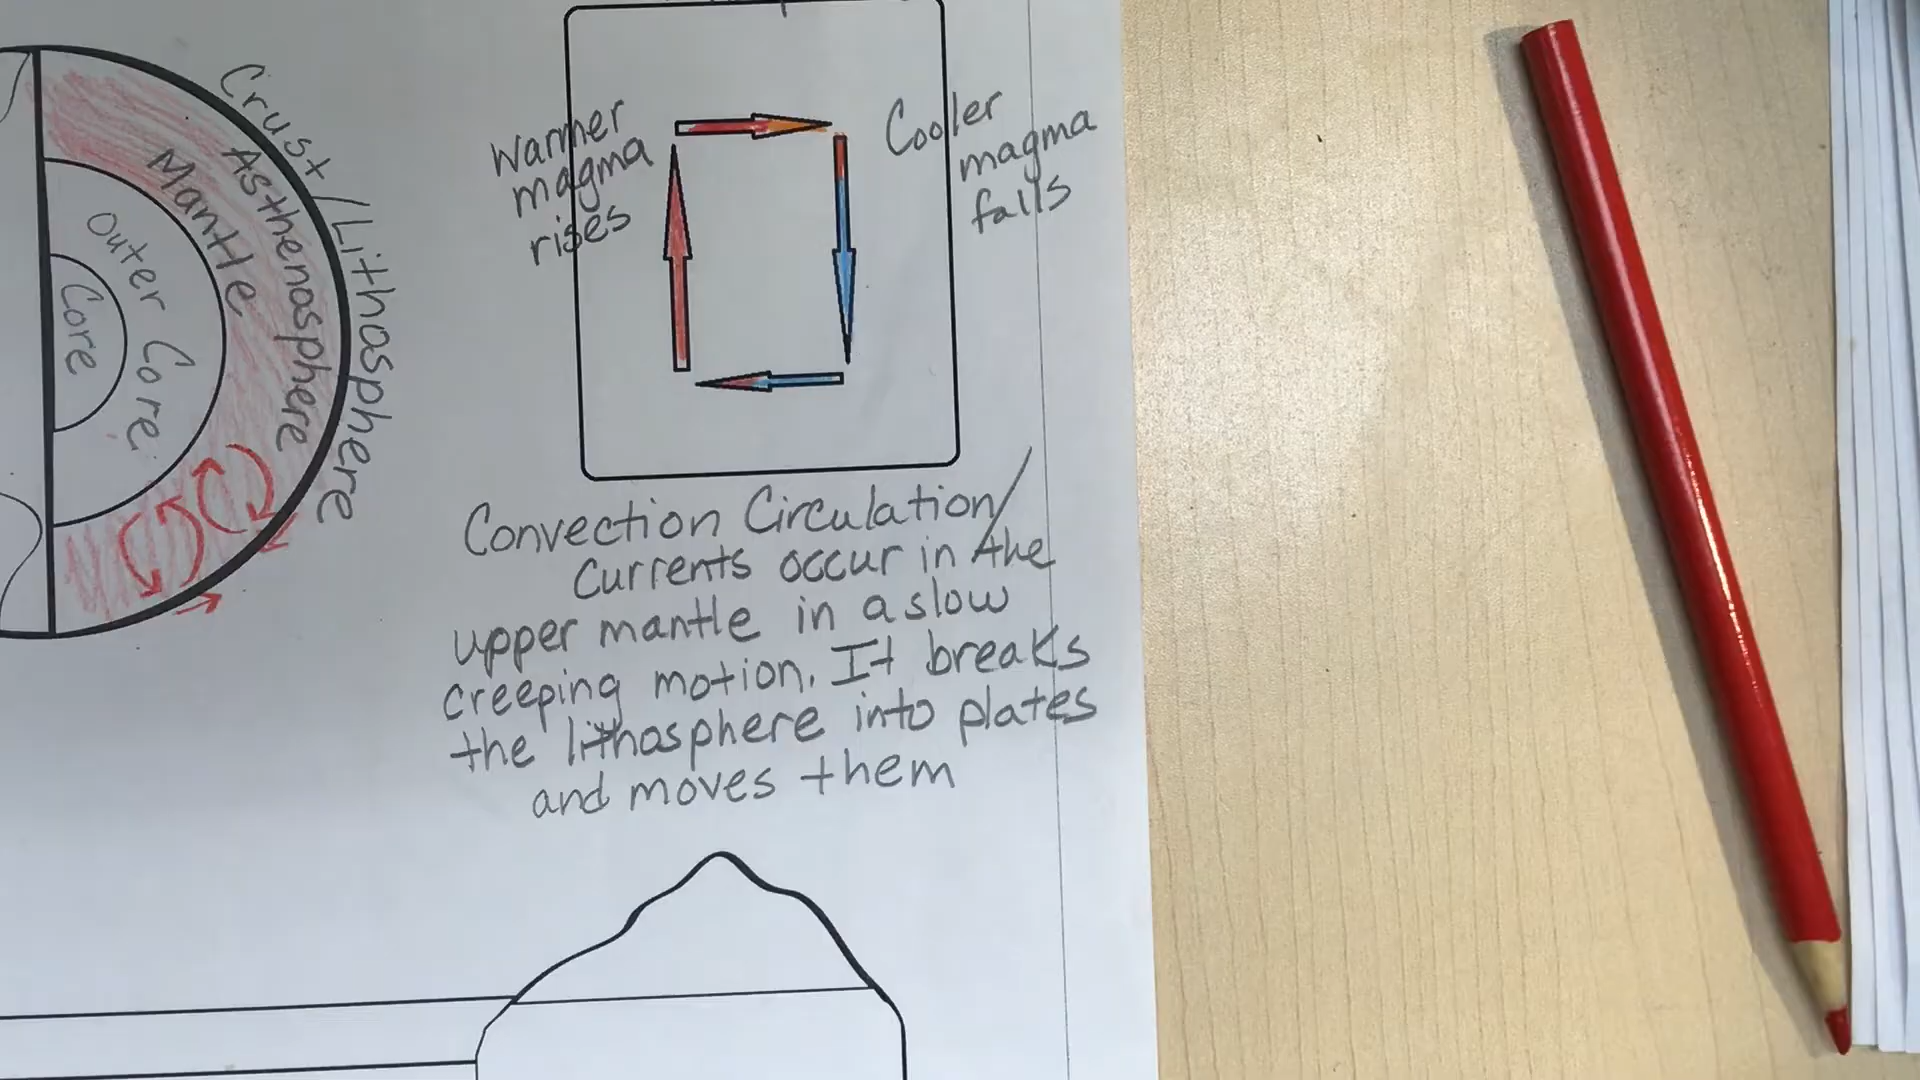 Crust/Lithosphere
Asthenosphere
Mantle
Outer Core
Core
Warmer
magma
rises
Cooler
magma
falls
Convection Circulation/
Currents occur in the
upper mantle in a slow
creeping motion. It breaks
the lithosphere into plates
and moves them